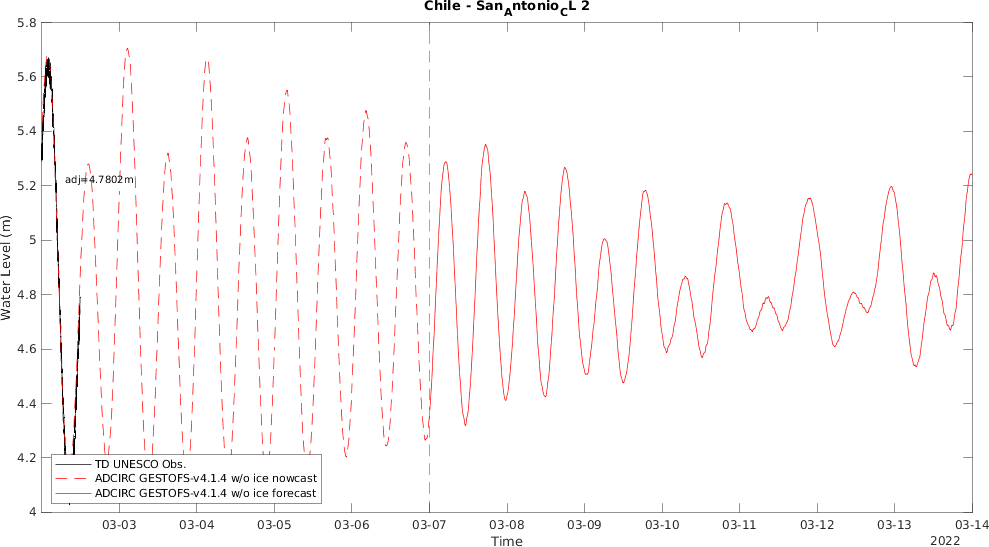 Chile - SanAntonioCL 2
5.8
5.6
5.4
5.2
5
4.8
4.6
4.4
4.2
4
Water Level (m)
adj=4.7802m
TD UNESCO Obs.
ADCIRC GESTOFS-v4.1.4 w/o ice nowcast
ADCIRC GESTOFS-v4.1.4 w/o ice forecast
03-03 03-04 03-05 03-06 03-07 03-08 03-09 03-10 03-11 03-12 03-13 03-14
Time
2022